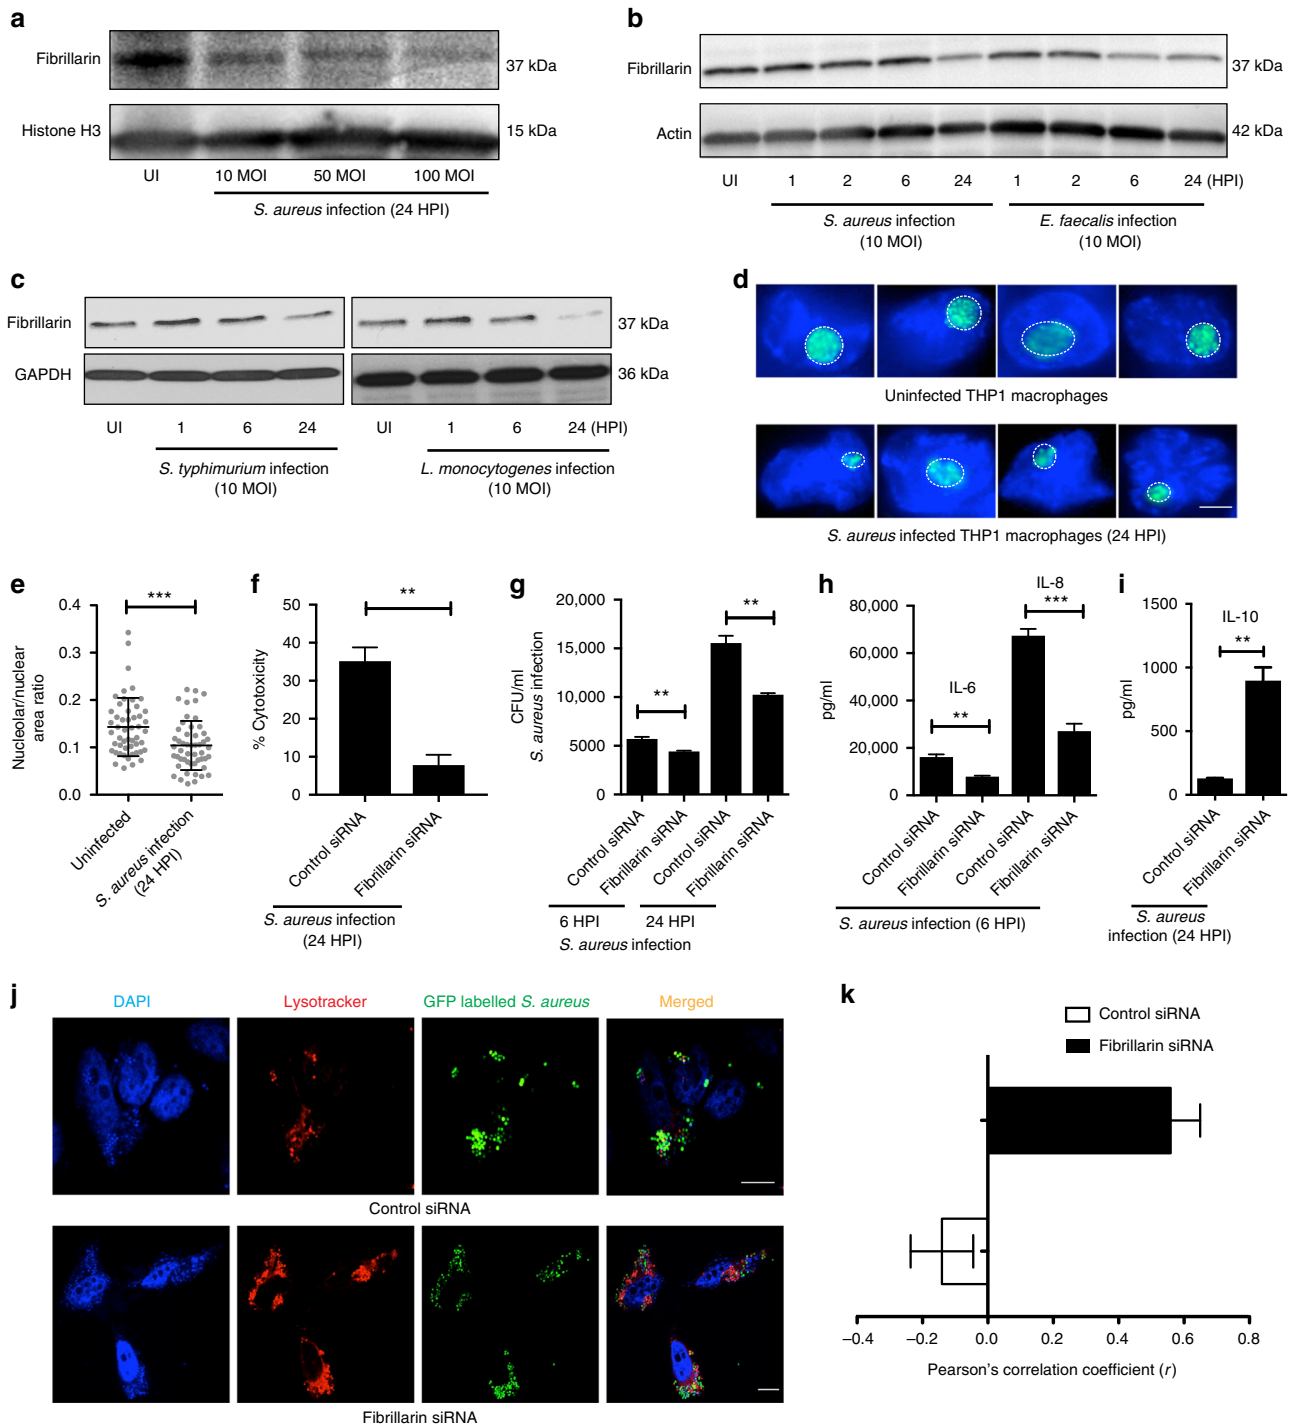 a
Fibrillarin
37 kDa
Histone H3
15 kDa
UI 10 MOI 50 MOI 100 MOI
S. aureus infection (24 HPI)
b
Fibrillarin
37 kDa
Actin
42 kDa
UI 1 2 6 24 1 2 6 24 (HPI)
S. aureus infection
(10 MOI)
E. faecalis infection
(10 MOI)
c
Fibrillarin
37 kDa
GAPDH
36 kDa
UI 1 6 24 UI 1 6 24 (HPI)
S. typhimurium infection
(10 MOI)
L. monocytogenes infection
(10 MOI)
d
Uninfected THP1 macrophages
S. aureus infected THP1 macrophages (24 HPI)
e
Nucleolar/nuclear
area ratio
0.4
0.3
0.2
0.1
0.0
***
Uninfected
S. aureus infection
(24 HPI)
f
% Cytotoxicity
50
40
30
20
10
0
**
Control siRNA
Fibrillarin siRNA
S. aureus infection
(24 HPI)
g
CFU/ml
S. aureus infection
20,000
15,000
10,000
5000
0
**
**
Control siRNA
Fibrillarin siRNA
Control siRNA
Fibrillarin siRNA
6 HPI 24 HPI
S. aureus infection
h
pg/ml
80,000
60,000
40,000
20,000
0
IL-6
**
IL-8
***
Control siRNA
Fibrillarin siRNA
Control siRNA
Fibrillarin siRNA
S. aureus infection (6 HPI)
i
pg/ml
1500
1000
500
0
IL-10
**
Control siRNA
Fibrillarin siRNA
S. aureus
infection (24 HPI)
j
DAPI Lysotracker GFP labelled S. aureus Merged
Control siRNA
Fibrillarin siRNA
k
Control siRNA
Fibrillarin siRNA
−0.4 −0.2 0.0 0.2 0.4 0.6 0.8
Pearson's correlation coefficient (r)